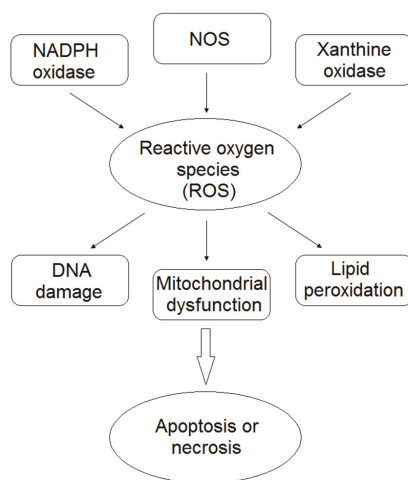 NADPH
oxidase
NOS
Xanthine
oxidase
Reactive oxygen
species
(ROS)
DNA
damage
Mitochondrial
dysfunction
Lipid
peroxidation
Apoptosis or
necrosis